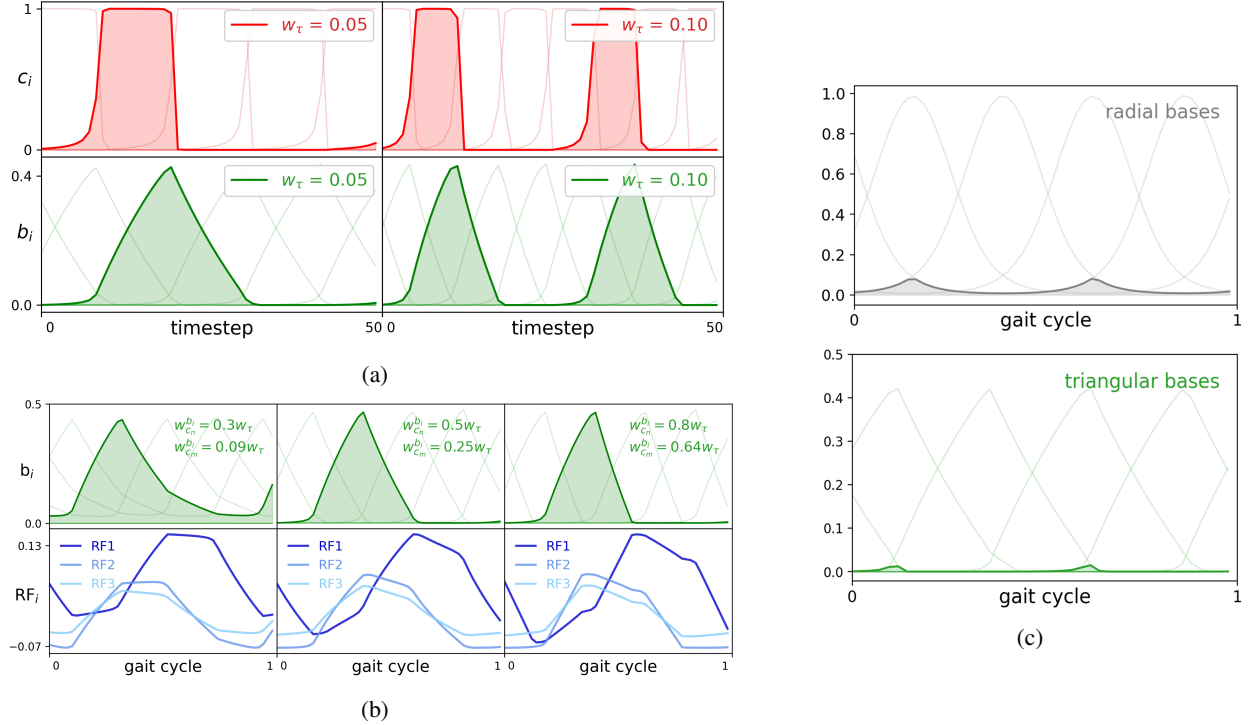 1
0
c_i
w_τ = 0.05
w_τ = 0.10
0.4
0.0
b_i
w_τ = 0.05
w_τ = 0.10
0
timestep
50
0
timestep
50
(a)
0.5
0.0
b_i
w_{c_n}^{b_i}=0.3w_τ
w_{c_m}^{b_i}=0.09w_τ
w_{c_n}^{b_i}=0.5w_τ
w_{c_m}^{b_i}=0.25w_τ
w_{c_n}^{b_i}=0.8w_τ
w_{c_m}^{b_i}=0.64w_τ
0.13
−0.07
RF_i
RF1
RF2
RF3
RF1
RF2
RF3
RF1
RF2
RF3
0
gait cycle
1
0
gait cycle
1
0
gait cycle
1
(b)
1.0
0.8
0.6
0.4
0.2
0.0
radial bases
0
gait cycle
1
0.5
0.4
0.3
0.2
0.1
0.0
triangular bases
0
gait cycle
1
(c)